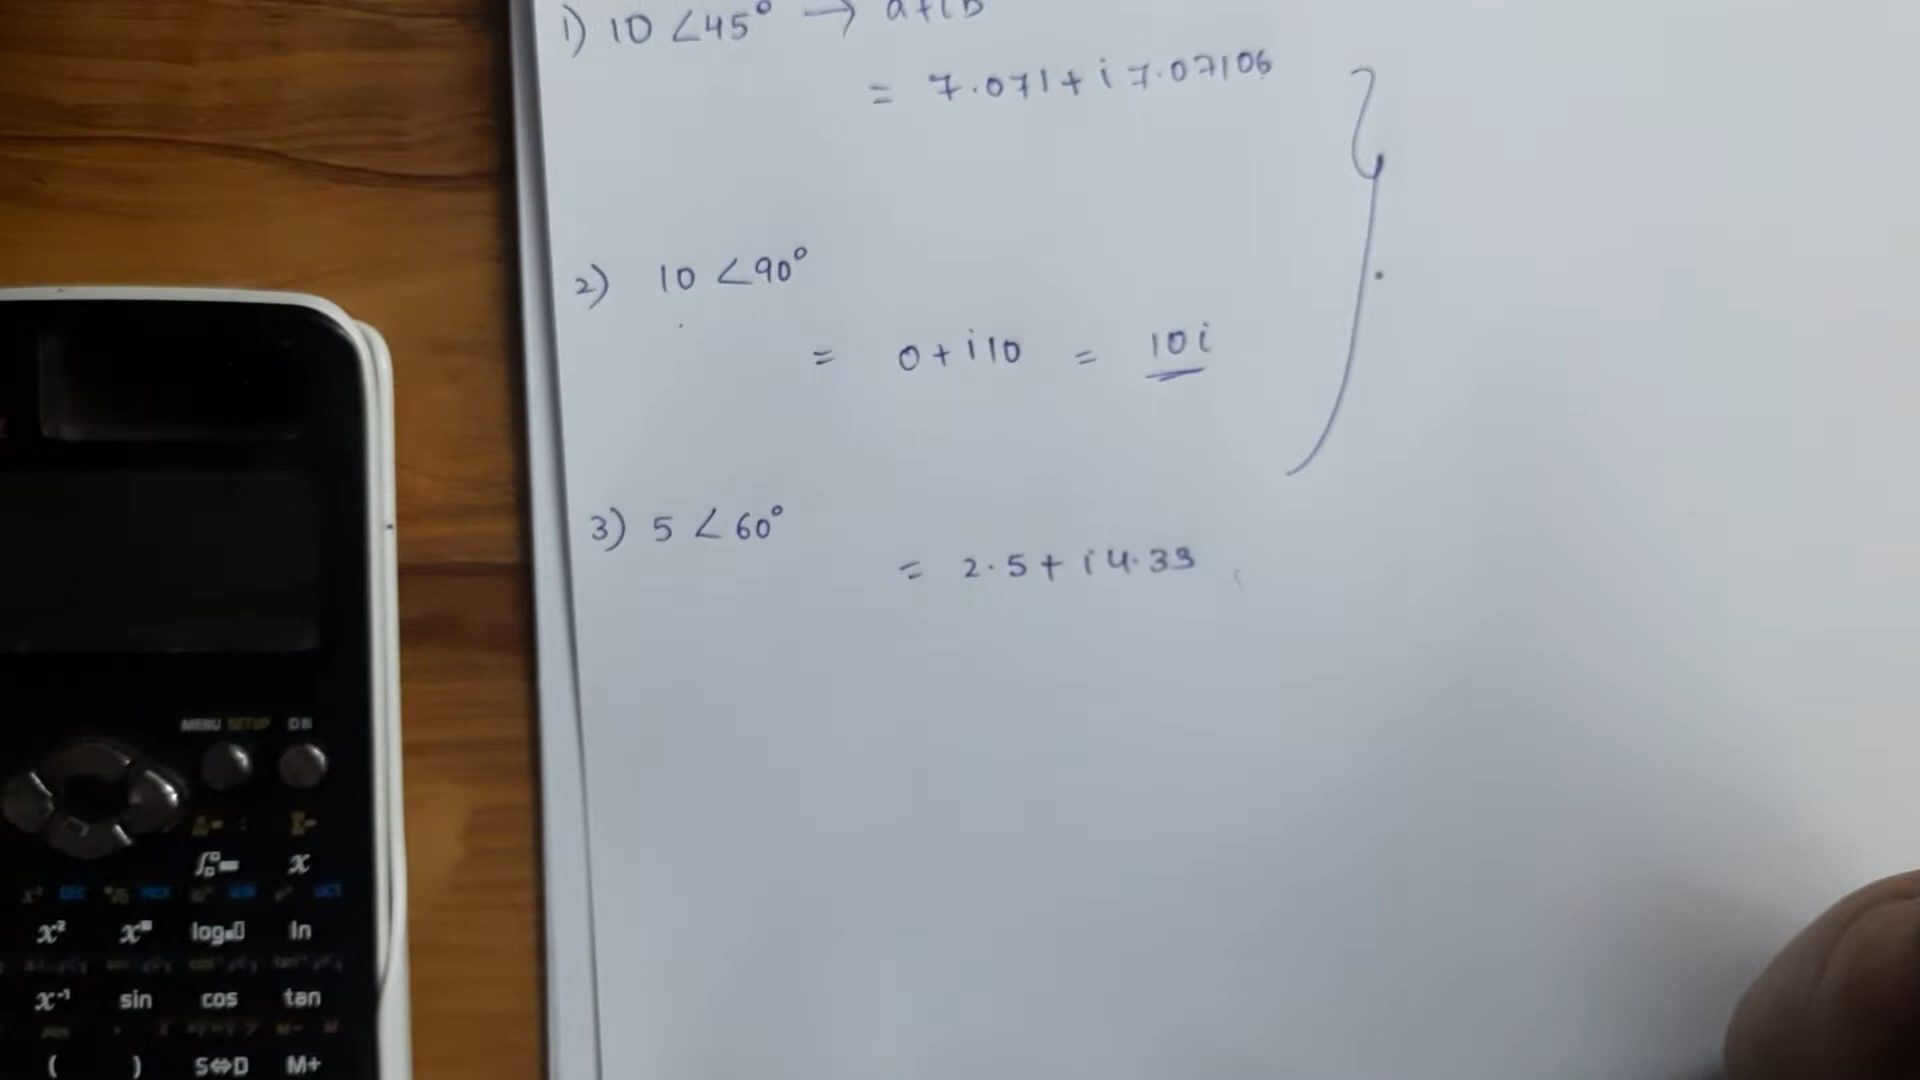 1) 10 ∠45° → a+ib
= 7.071 + i 7.07106
2) 10 ∠90°
= 0 + i10 = 10i
3) 5 ∠60°
= 2.5 + i4.33
MENU SETUP ON
x
x² x▪ log▪▯ ln
x⁻¹ sin cos tan
( ) S⇔D M+